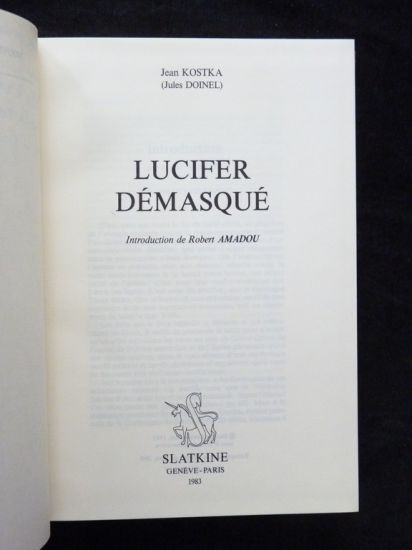 Jean KOSTKA
(Jules DOINEL)
LUCIFER
DÉMASQUÉ
Introduction de Robert AMADOU
SLATKINE
GENÈVE-PARIS
1983